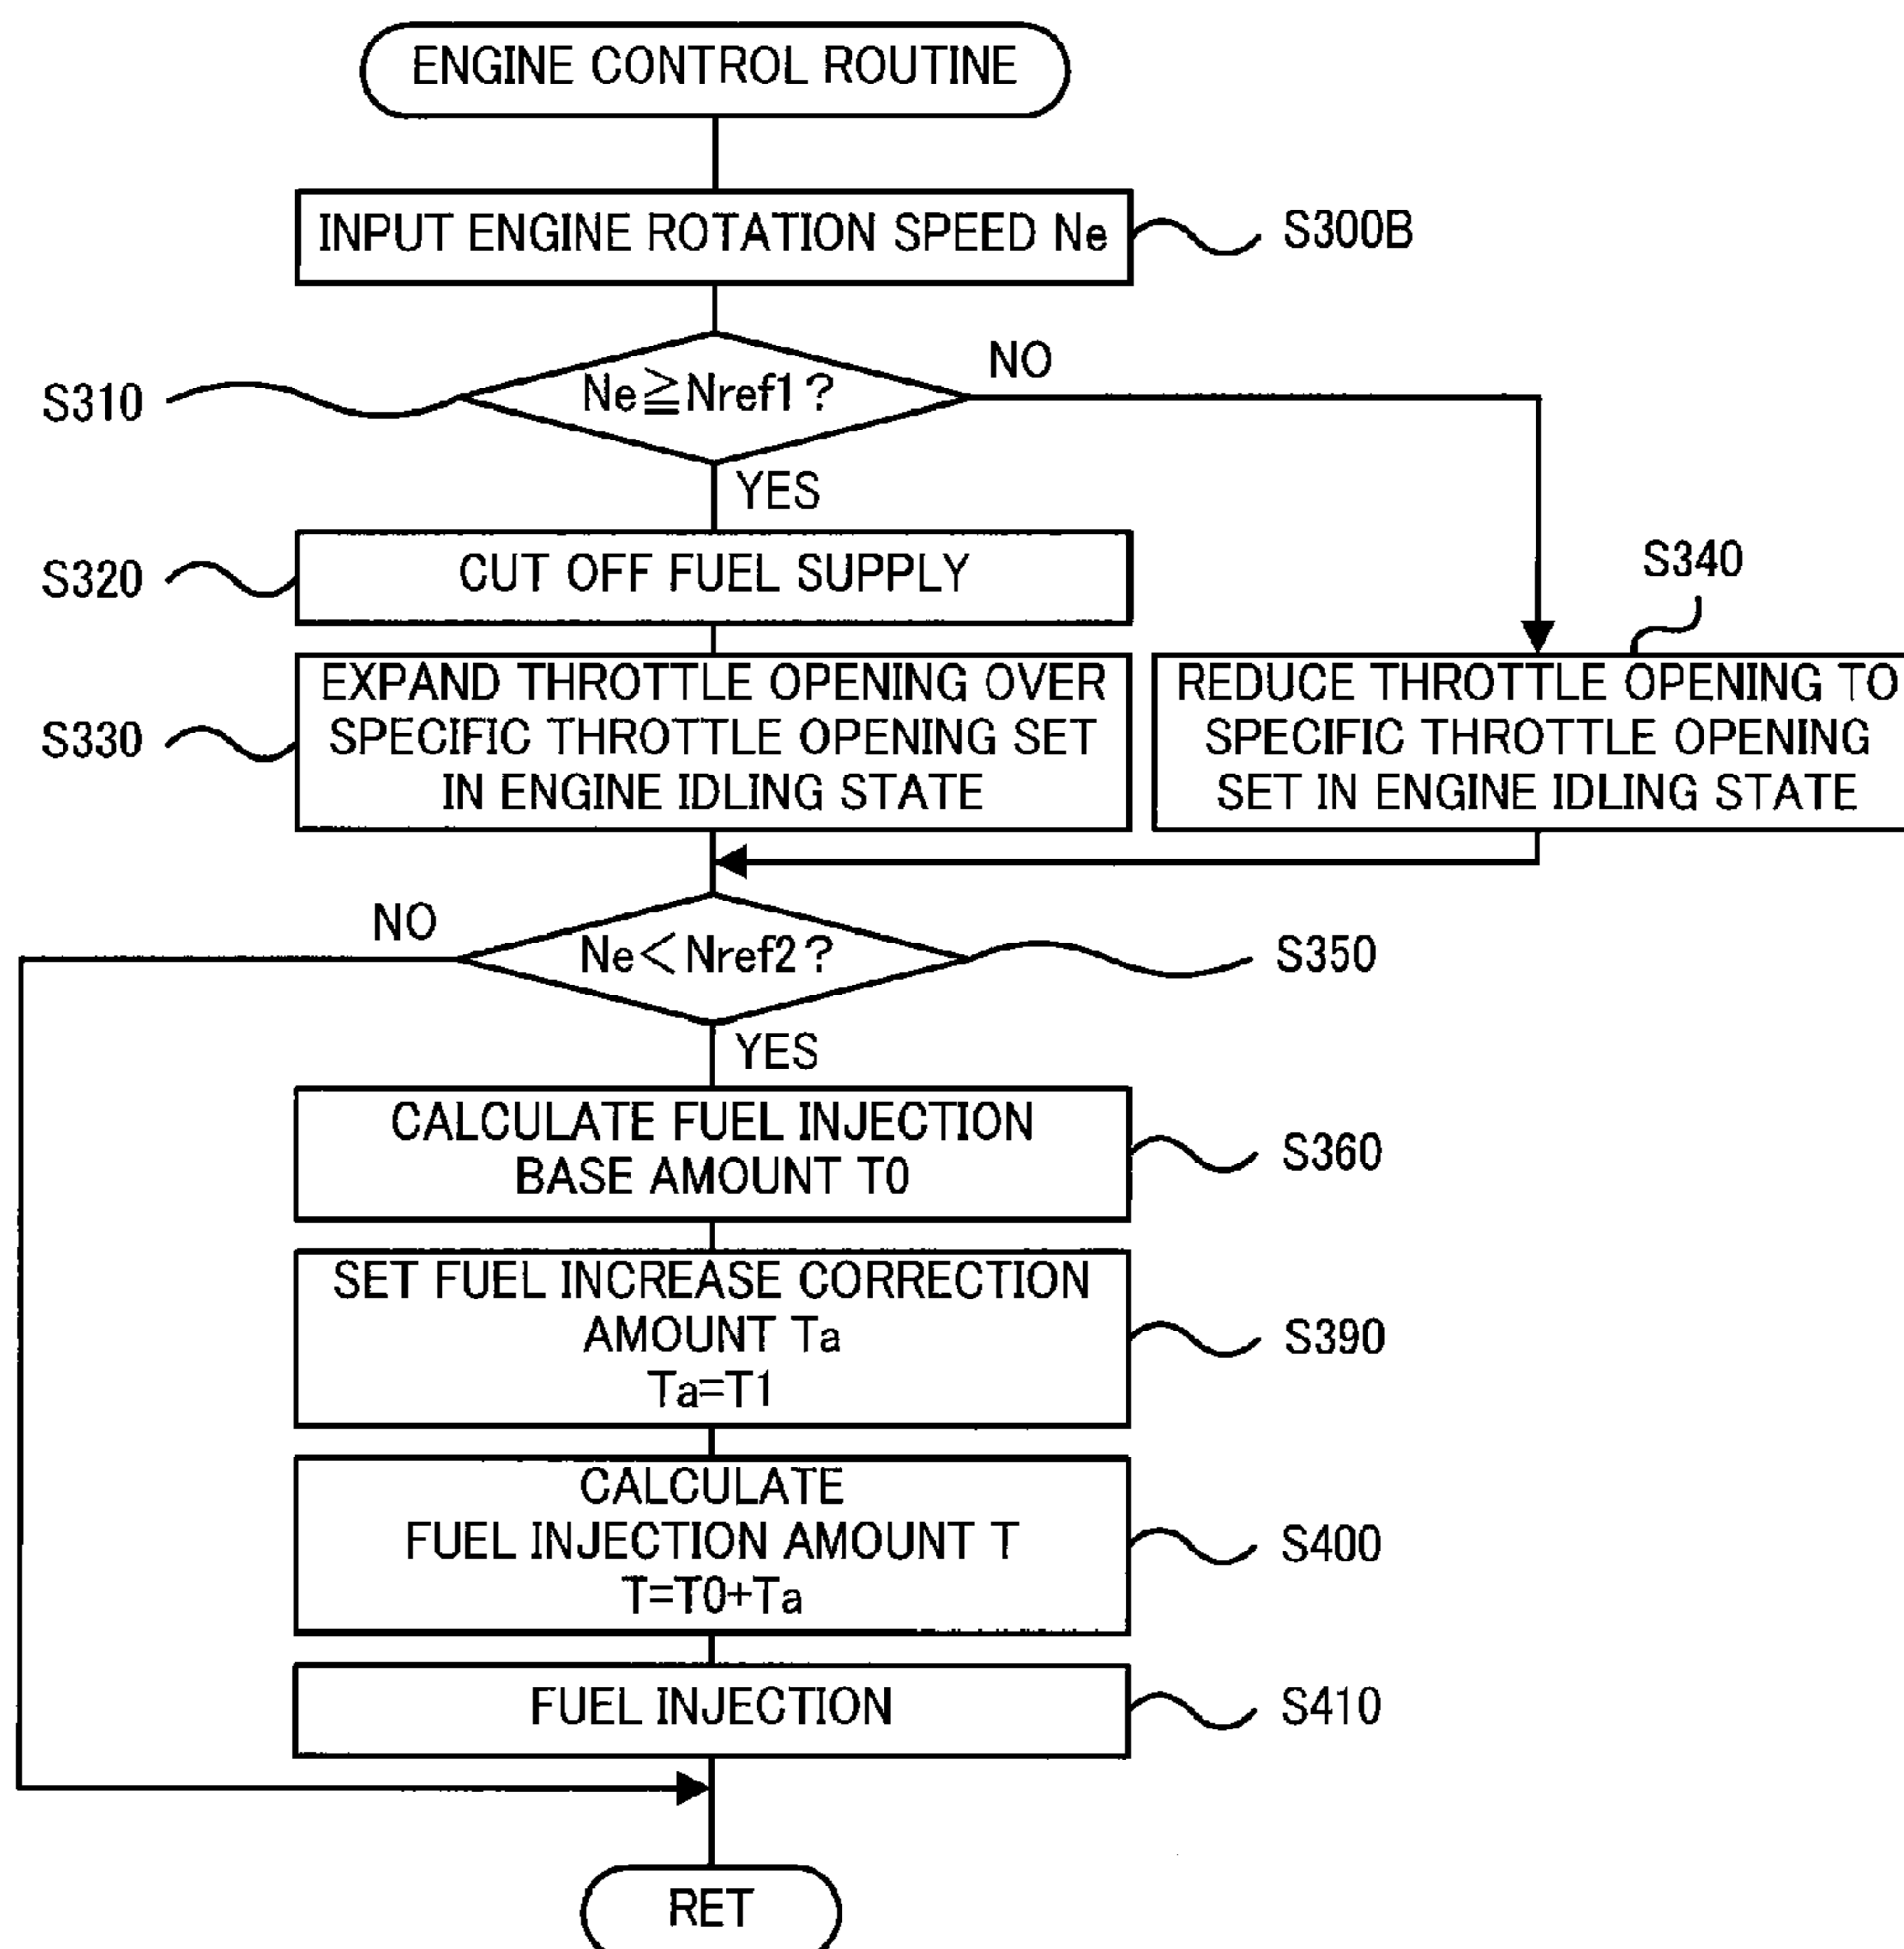 ENGINE CONTROL ROUTINE
INPUT ENGINE ROTATION SPEED Ne
S300B
NO
S310
Ne≧Nref1?
YES
S320
CUT OFF FUEL SUPPLY
S340
S330
EXPAND THROTTLE OPENING OVER
SPECIFIC THROTTLE OPENING SET
IN ENGINE IDLING STATE
REDUCE THROTTLE OPENING TO
SPECIFIC THROTTLE OPENING
SET IN ENGINE IDLING STATE
NO
Ne<Nref2?
S350
YES
CALCULATE FUEL INJECTION
BASE AMOUNT T0
S360
SET FUEL INCREASE CORRECTION
AMOUNT Ta
Ta=T1
S390
CALCULATE
FUEL INJECTION AMOUNT T
T=T0+Ta
S400
FUEL INJECTION
S410
RET